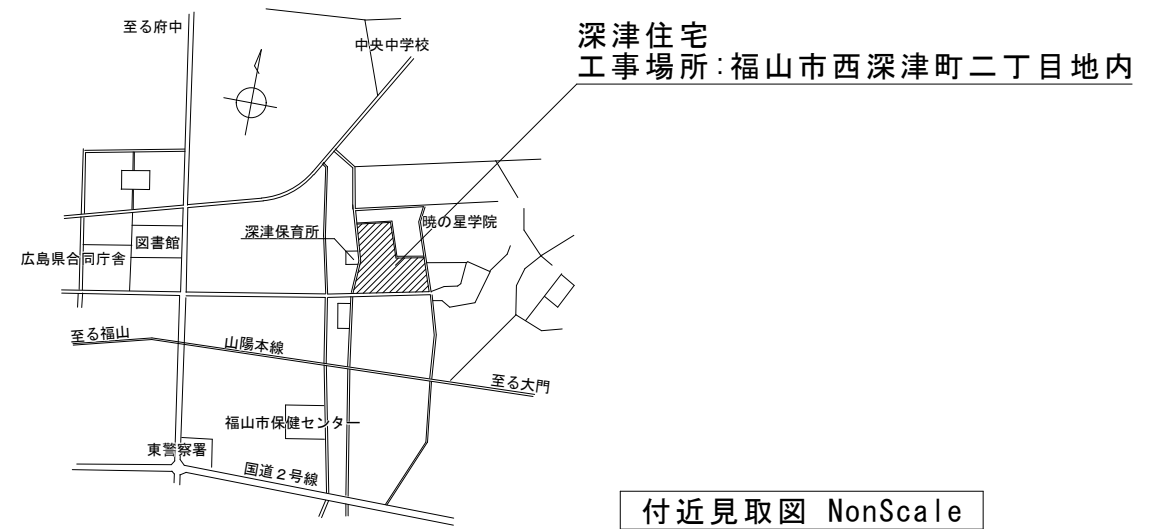 至る府中
中央中学校
深津住宅
工事場所:福山市西深津町二丁目地内
暁の星学院
深津保育所
図書館
広島県合同庁舎
至る福山
山陽本線
至る大門
福山市保健センター
東警察署
国道2号線
付近見取図 NonScale